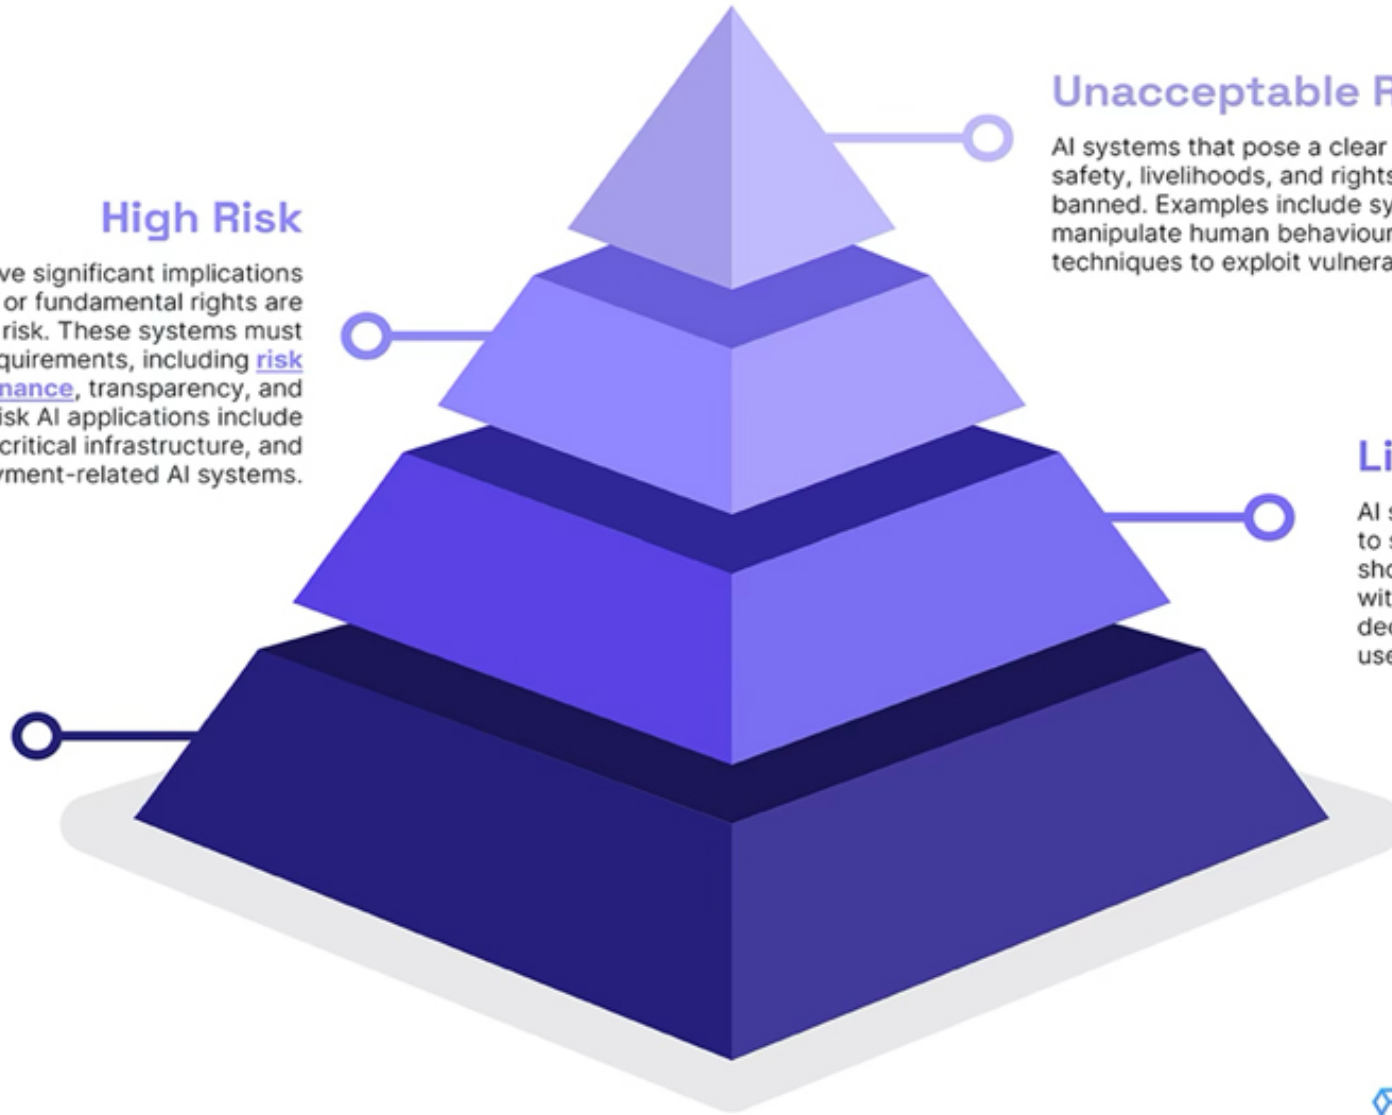 Unacceptable R
AI systems that pose a clear
safety, livelihoods, and rights
banned. Examples include sy
manipulate human behaviour
techniques to exploit vulnera
High Risk
ve significant implications
or fundamental rights are
risk. These systems must
quirements, including risk
nance, transparency, and
isk AI applications include
critical infrastructure, and
yment-related AI systems.
Li
AI s
to s
sho
wit
dec
use